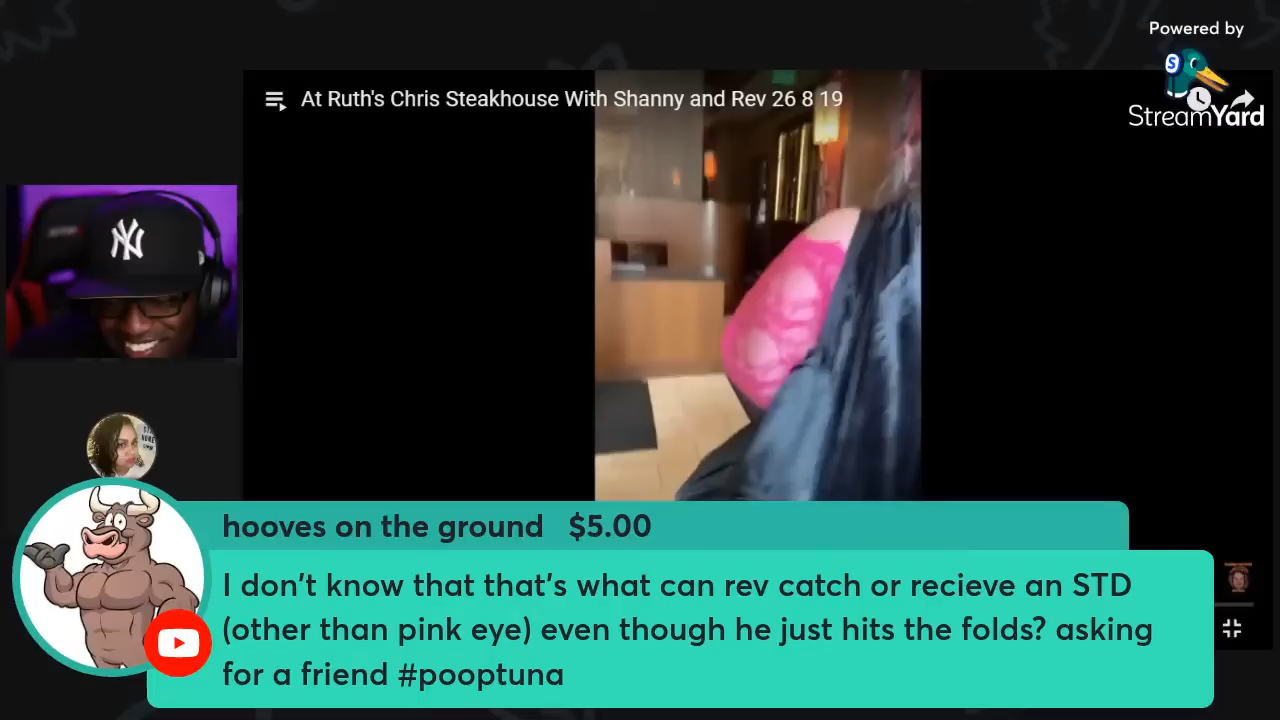 Powered by
StreamYard
At Ruth's Chris Steakhouse With Shanny and Rev 26 8 19
NY
hooves on the ground $5.00
I don't know that that's what can rev catch or recieve an STD
(other than pink eye) even though he just hits the folds? asking
for a friend #pooptuna